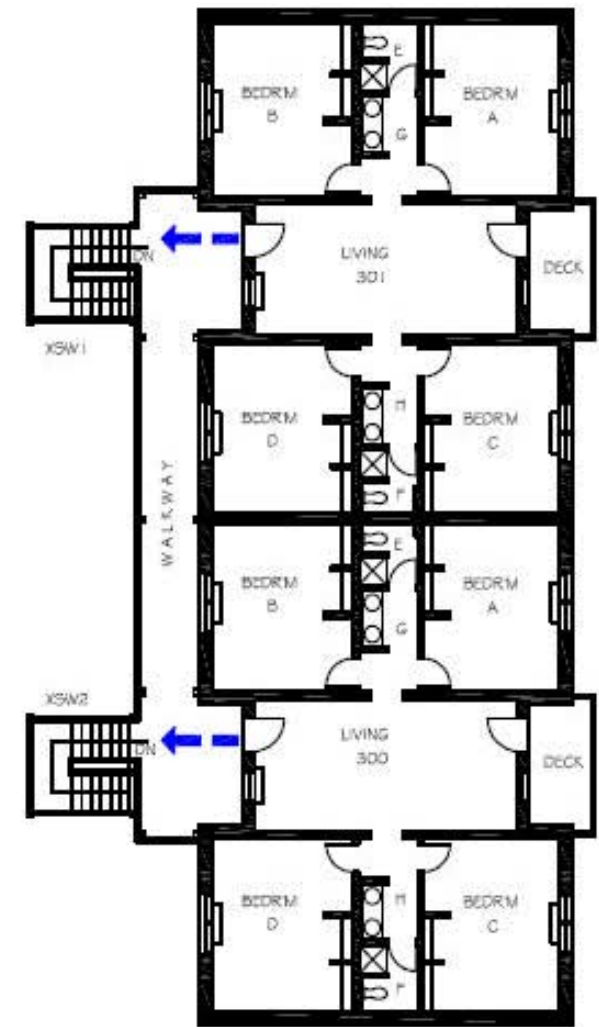 E
BEDRM
B
BEDRM
A
G
LIVING
301
DN
DECK
XSW1
BEDRM
D
H
BEDRM
C
WALKWAY
F
E
BEDRM
B
BEDRM
A
G
XSW2
LIVING
300
DN
DECK
BEDRM
D
H
BEDRM
C
F